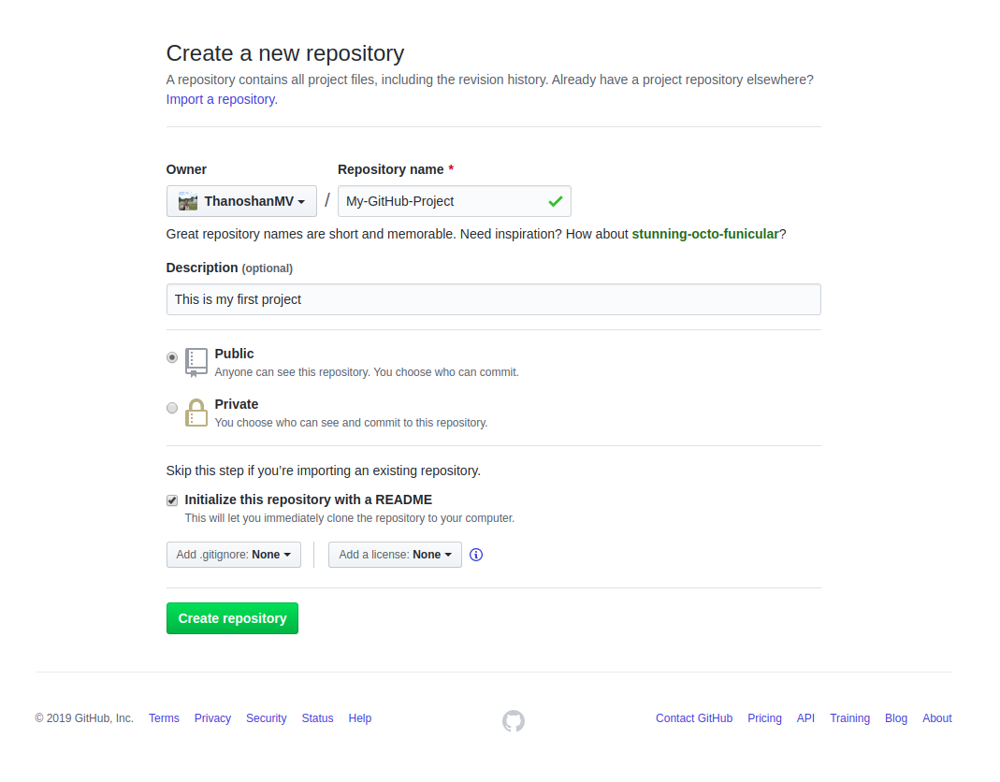 Create a new repository
A repository contains all project files, including the revision history. Already have a project repository elsewhere?
Import a repository.
Owner
Repository name *
ThanoshanMV / My-GitHub-Project
Great repository names are short and memorable. Need inspiration? How about stunning-octo-funicular?
Description (optional)
This is my first project
Public
Anyone can see this repository. You choose who can commit.
Private
You choose who can see and commit to this repository.
Skip this step if you’re importing an existing repository.
Initialize this repository with a README
This will let you immediately clone the repository to your computer.
Add .gitignore: None
Add a license: None
Create repository
© 2019 GitHub, Inc. Terms Privacy Security Status Help
Contact GitHub Pricing API Training Blog About